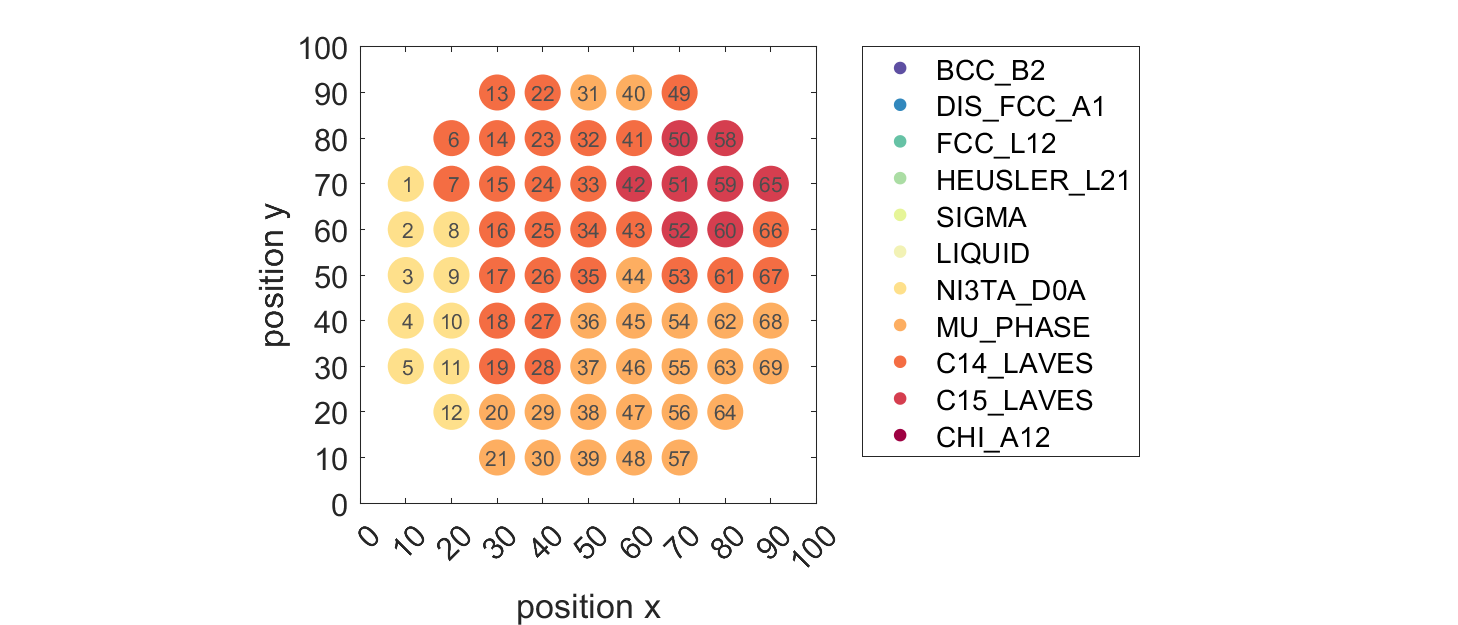 100
90
80
70
60
50
40
30
20
10
0
position y
13 22 31 40 49
6 14 23 32 41 50 58
1 7 15 24 33 42 51 59 65
2 8 16 25 34 43 52 60 66
3 9 17 26 35 44 53 61 67
4 10 18 27 36 45 54 62 68
5 11 19 28 37 46 55 63 69
12 20 29 38 47 56 64
21 30 39 48 57
0 10 20 30 40 50 60 70 80 90 100
position x
BCC_B2
DIS_FCC_A1
FCC_L12
HEUSLER_L21
SIGMA
LIQUID
NI3TA_D0A
MU_PHASE
C14_LAVES
C15_LAVES
CHI_A12